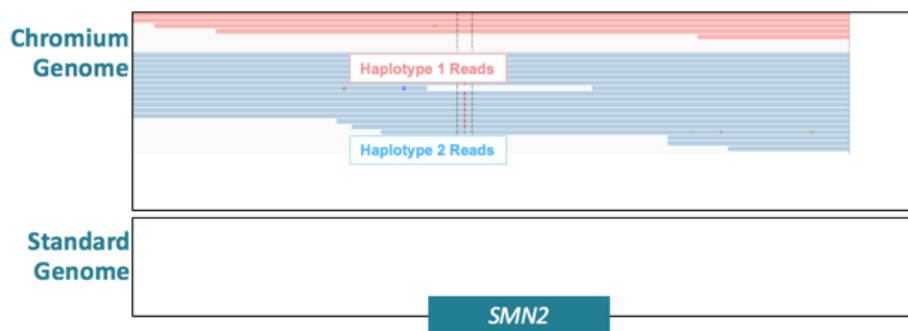 Chromium
Genome
Haplotype 1 Reads
Haplotype 2 Reads
Standard
Genome
SMN2